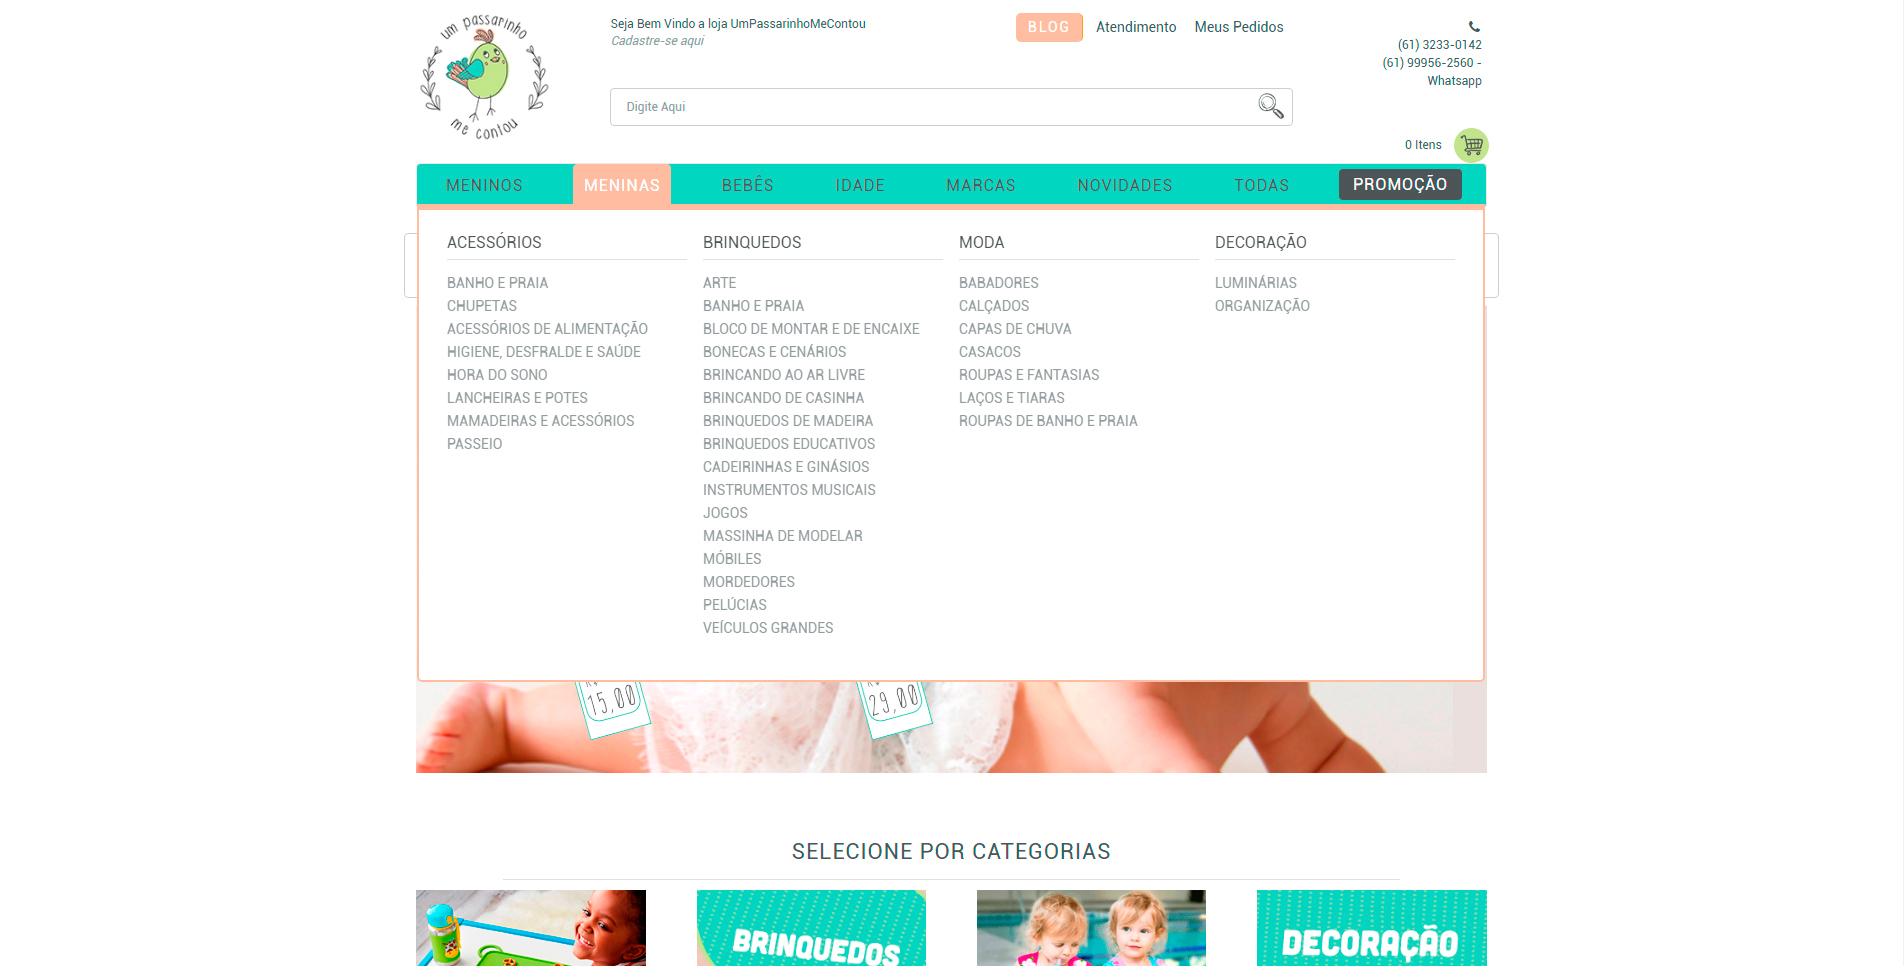 um passarinho
me contou
Seja Bem Vindo a loja UmPassarinhoMeContou
Cadastre-se aqui
BLOG Atendimento Meus Pedidos
(61) 3233-0142
(61) 99956-2560 -
Whatsapp
Digite Aqui
0 Itens
MENINOS MENINAS BEBÊS IDADE MARCAS NOVIDADES TODAS PROMOÇÃO
ACESSÓRIOS
BANHO E PRAIA
CHUPETAS
ACESSÓRIOS DE ALIMENTAÇÃO
HIGIENE, DESFRALDE E SAÚDE
HORA DO SONO
LANCHEIRAS E POTES
MAMADEIRAS E ACESSÓRIOS
PASSEIO
BRINQUEDOS
ARTE
BANHO E PRAIA
BLOCO DE MONTAR E DE ENCAIXE
BONECAS E CENÁRIOS
BRINCANDO AO AR LIVRE
BRINCANDO DE CASINHA
BRINQUEDOS DE MADEIRA
BRINQUEDOS EDUCATIVOS
CADEIRINHAS E GINÁSIOS
INSTRUMENTOS MUSICAIS
JOGOS
MASSINHA DE MODELAR
MÓBILES
MORDEDORES
PELÚCIAS
VEÍCULOS GRANDES
MODA
BABADORES
CALÇADOS
CAPAS DE CHUVA
CASACOS
ROUPAS E FANTASIAS
LAÇOS E TIARAS
ROUPAS DE BANHO E PRAIA
DECORAÇÃO
LUMINÁRIAS
ORGANIZAÇÃO
15,00
29,00
SELECIONE POR CATEGORIAS
BRINQUEDOS
DECORAÇÃO